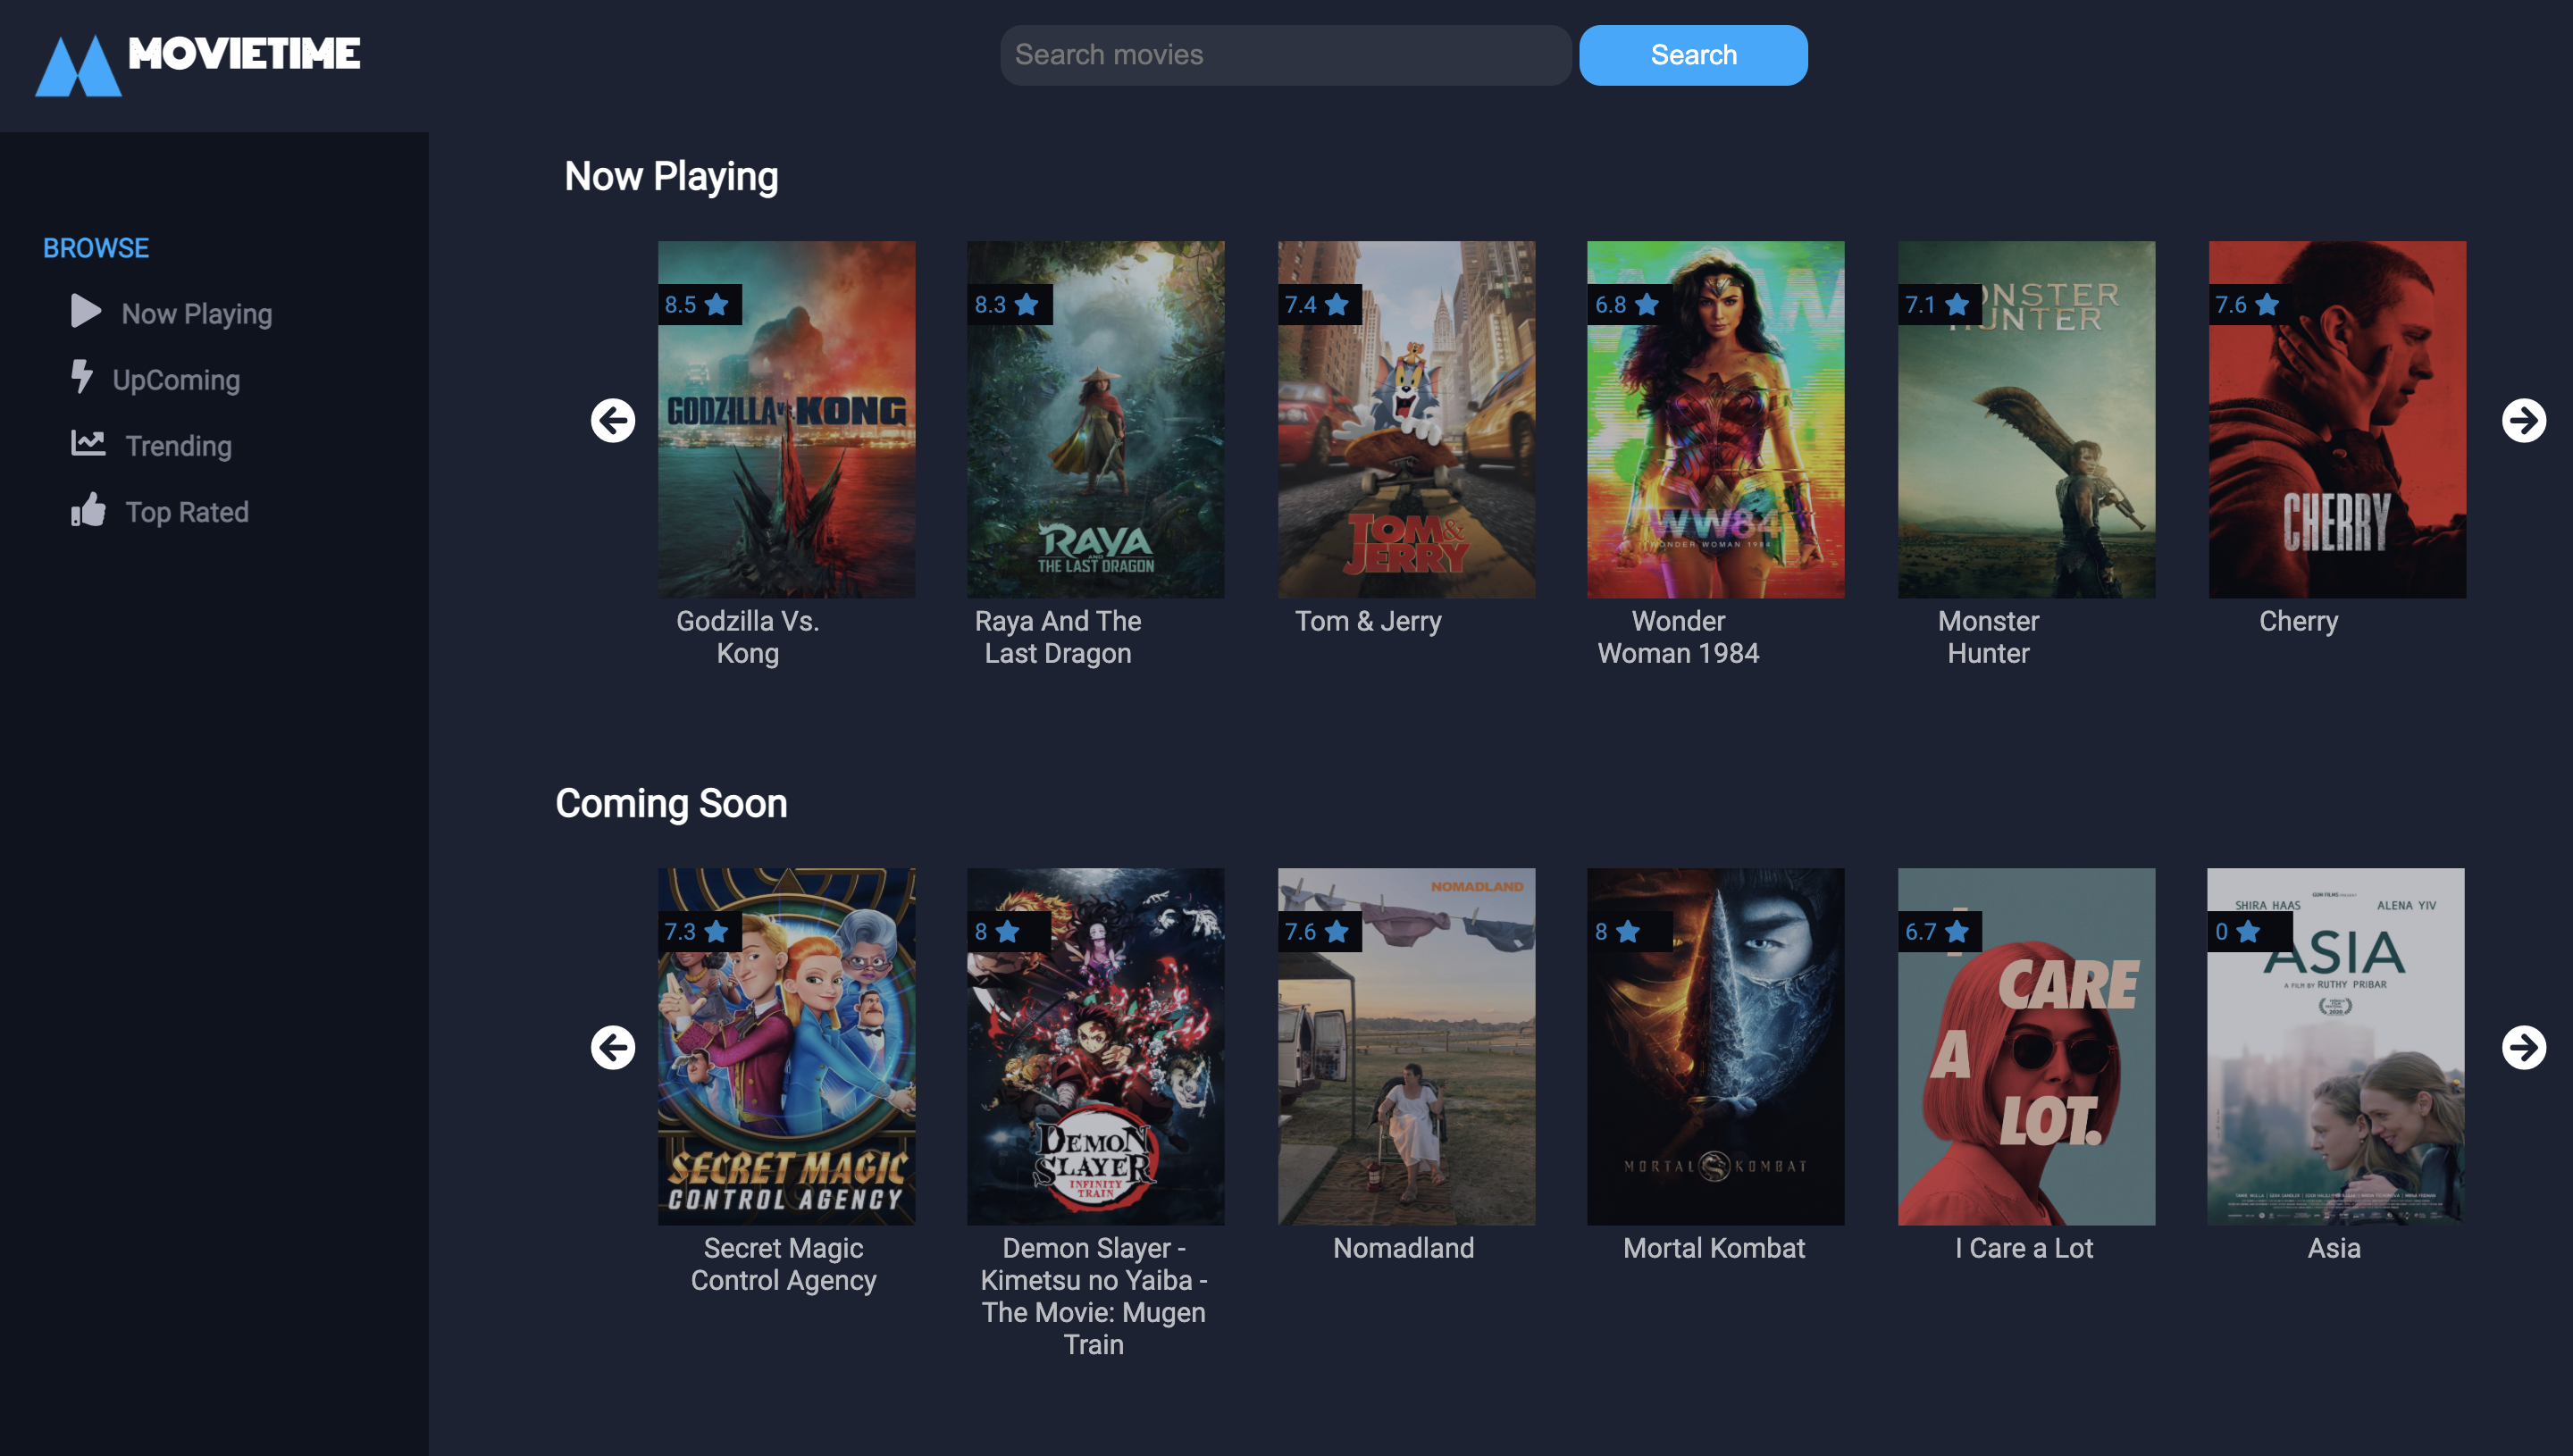 MOVIETIME
Search movies
Search
BROWSE
Now Playing
UpComing
Trending
Top Rated
Now Playing
8.5
GODZILLA VS. KONG
Godzilla Vs.
Kong
8.3
RAYA
AND
THE LAST DRAGON
Raya And The
Last Dragon
7.4
TOM &
JERRY
Tom & Jerry
6.8
WW84
WONDER WOMAN 1984
Wonder
Woman 1984
7.1
ONSTER
HUNTER
Monster
Hunter
7.6
CHERRY
Cherry
Coming Soon
7.3
SECRET MAGIC
CONTROL AGENCY
Secret Magic
Control Agency
8
DEMON
SLAYER
INFINITY
TRAIN
Demon Slayer -
Kimetsu no Yaiba -
The Movie: Mugen
Train
NOMADLAND
7.6
Nomadland
8
MORTAL KOMBAT
Mortal Kombat
6.7
CARE
A
LOT.
I Care a Lot
GUM FILMS
SHIRA HAAS ALENA YIV
0
ASIA
A FILM BY RUTHY PRIBAR
Asia